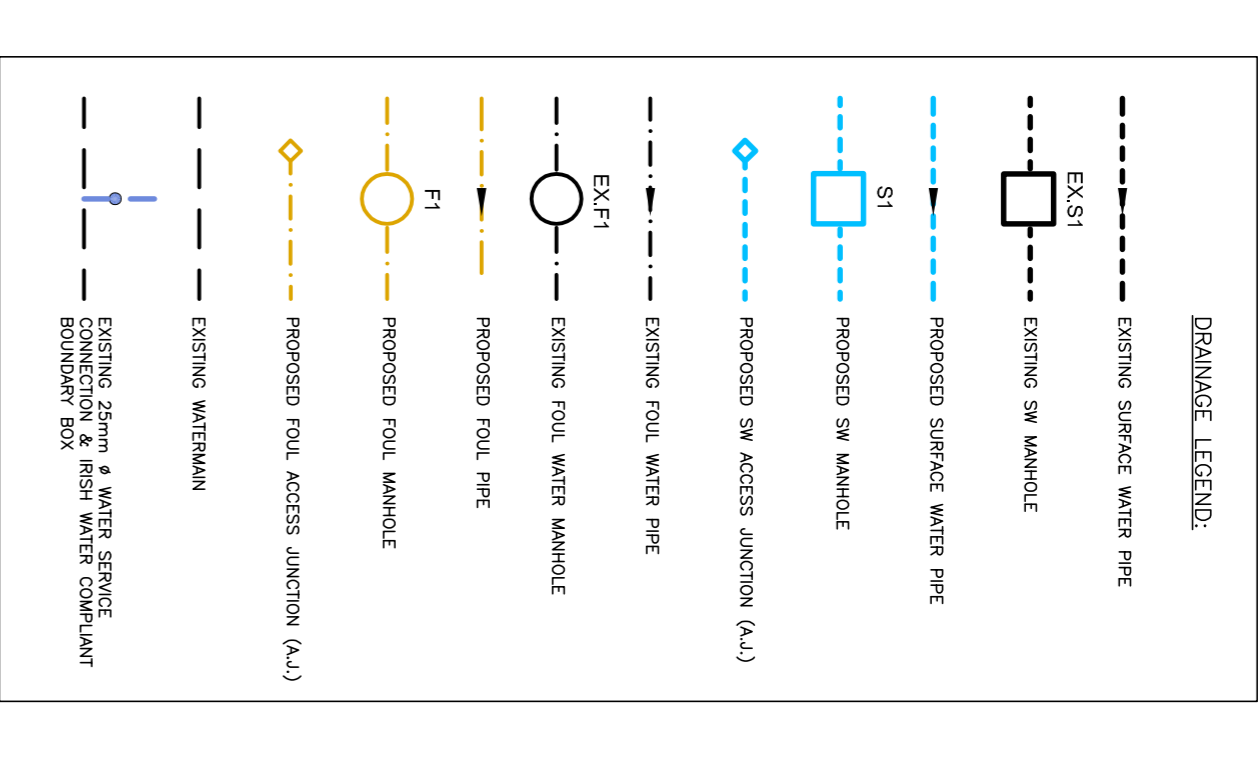 DRAINAGE LEGEND:
EXISTING SURFACE WATER PIPE
EX.S1
EXISTING SW MANHOLE
PROPOSED SURFACE WATER PIPE
S1
PROPOSED SW MANHOLE
PROPOSED SW ACCESS JUNCTION (A.J.)
EXISTING FOUL WATER PIPE
EX.F1
EXISTING FOUL WATER MANHOLE
PROPOSED FOUL PIPE
F1
PROPOSED FOUL MANHOLE
PROPOSED FOUL ACCESS JUNCTION (A.J.)
EXISTING WATERMAIN
EXISTING 25mm ø WATER SERVICE
CONNECTION & IRISH WATER COMPLIANT
BOUNDARY BOX